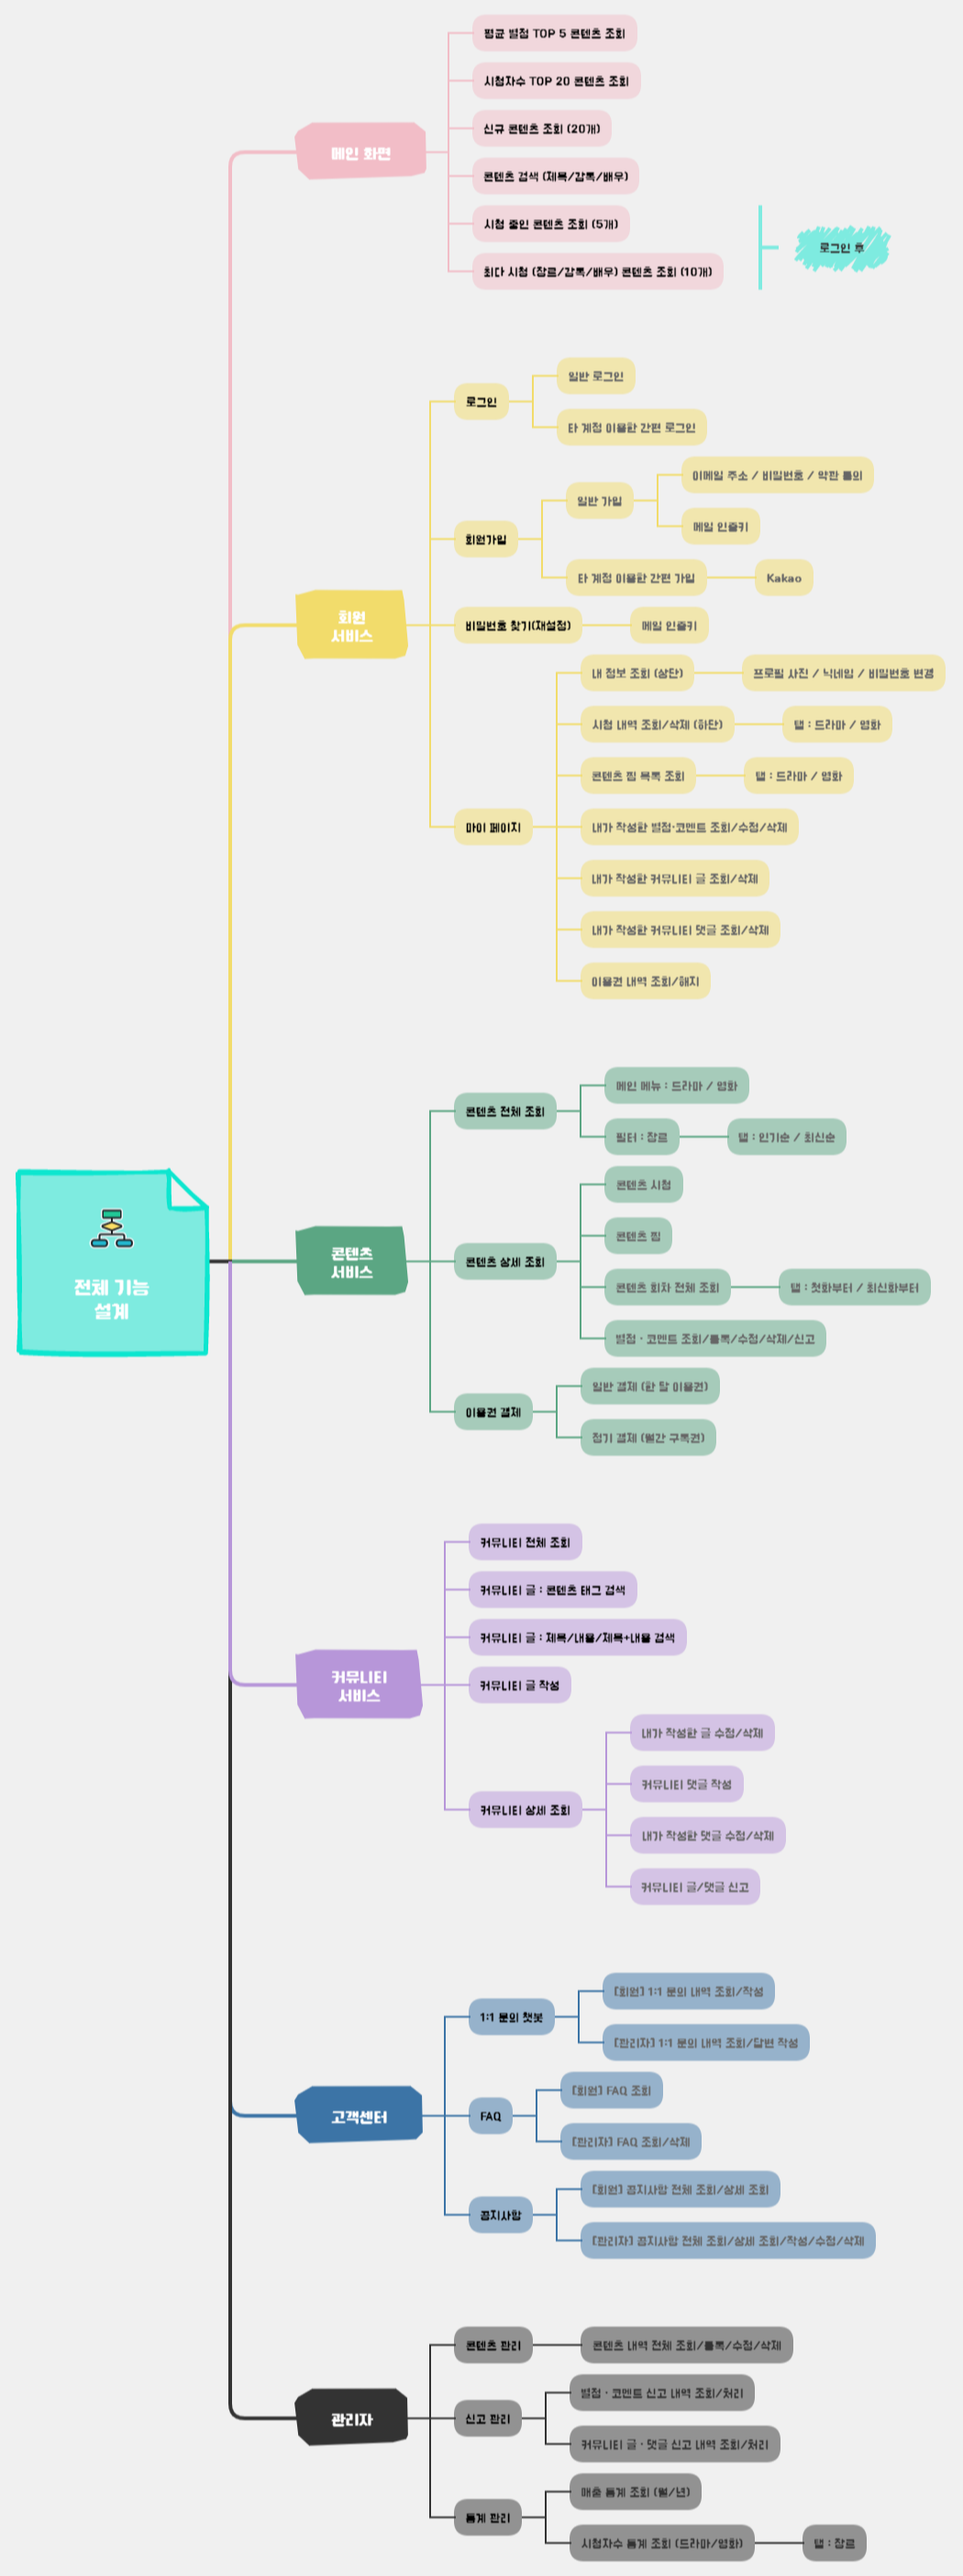 평균 별점 TOP 5 콘텐츠 조회
시청자수 TOP 20 콘텐츠 조회
신규 콘텐츠 조회 (20개)
메인 화면
콘텐츠 검색 (제목/감독/배우)
시청 중인 콘텐츠 조회 (5개)
로그인 후
최다 시청 (장르/감독/배우) 콘텐츠 조회 (10개)
일반 로그인
로그인
타 계정 이용한 간편 로그인
이메일 주소 / 비밀번호 / 약관 동의
일반 가입
메일 인증키
회원가입
타 계정 이용한 간편 가입
Kakao
회원
서비스
비밀번호 찾기(재설정)
메일 인증키
내 정보 조회 (상단)
프로필 사진 / 닉네임 / 비밀번호 변경
시청 내역 조회/삭제 (하단)
탭 : 드라마 / 영화
콘텐츠 찜 목록 조회
탭 : 드라마 / 영화
마이 페이지
내가 작성한 별점·코멘트 조회/수정/삭제
내가 작성한 커뮤니티 글 조회/삭제
내가 작성한 커뮤니티 댓글 조회/삭제
이용권 내역 조회/해지
메인 메뉴 : 드라마 / 영화
콘텐츠 전체 조회
필터 : 장르
탭 : 인기순 / 최신순
콘텐츠 시청
콘텐츠 찜
전체 기능
설계
콘텐츠
서비스
콘텐츠 상세 조회
콘텐츠 회차 전체 조회
탭 : 첫화부터 / 최신화부터
별점 · 코멘트 조회/등록/수정/삭제/신고
일반 결제 (한 달 이용권)
이용권 결제
정기 결제 (월간 구독권)
커뮤니티 전체 조회
커뮤니티 글 : 콘텐츠 태그 검색
커뮤니티 글 : 제목/내용/제목+내용 검색
커뮤니티
서비스
커뮤니티 글 작성
내가 작성한 글 수정/삭제
커뮤니티 댓글 작성
커뮤니티 상세 조회
내가 작성한 댓글 수정/삭제
커뮤니티 글/댓글 신고
[회원] 1:1 문의 내역 조회/작성
1:1 문의 챗봇
[관리자] 1:1 문의 내역 조회/답변 작성
[회원] FAQ 조회
고객센터
FAQ
[관리자] FAQ 조회/삭제
[회원] 공지사항 전체 조회/상세 조회
공지사항
[관리자] 공지사항 전체 조회/상세 조회/작성/수정/삭제
콘텐츠 관리
콘텐츠 내역 전체 조회/등록/수정/삭제
별점 · 코멘트 신고 내역 조회/처리
관리자
신고 관리
커뮤니티 글 · 댓글 신고 내역 조회/처리
매출 통계 조회 (월/년)
통계 관리
시청자수 통계 조회 (드라마/영화)
탭 : 장르